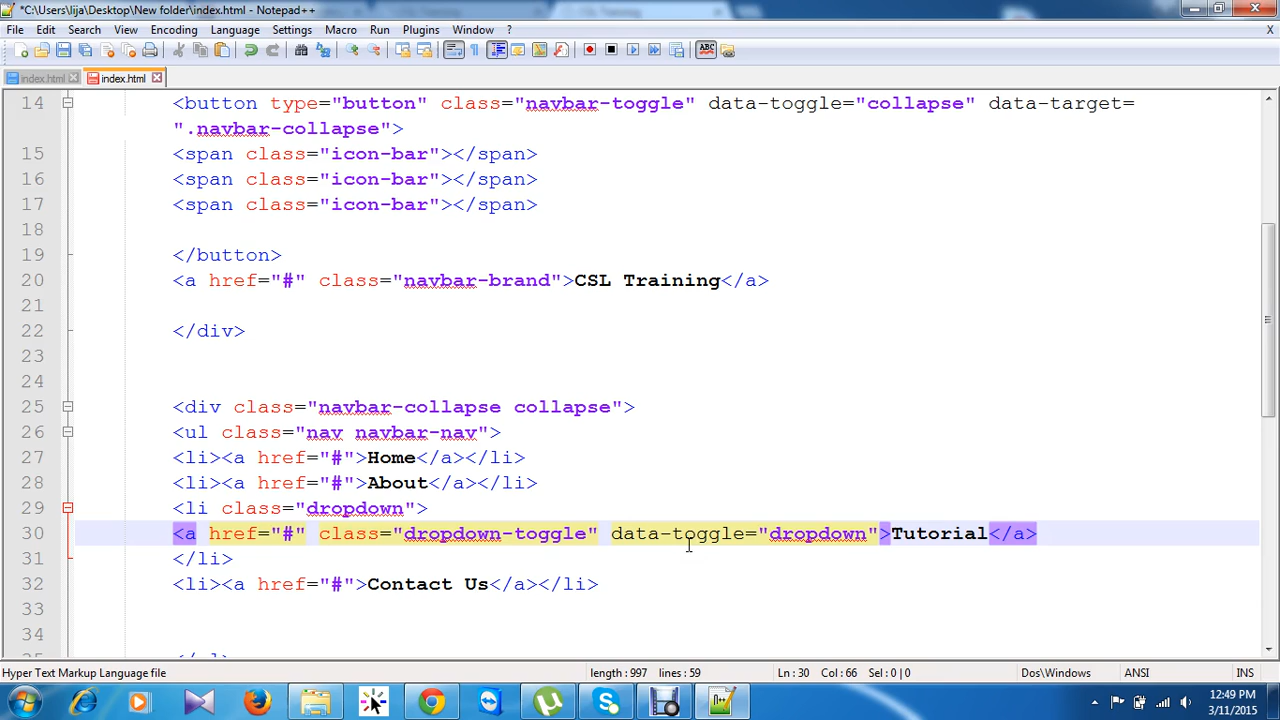 *C:\Users\lija\Desktop\New folder\index.html - Notepad++
File Edit Search View Encoding Language Settings Macro Run Plugins Window ? X
index.html index.html
14 <button type="button" class="navbar-toggle" data-toggle="collapse" data-target=
".navbar-collapse">
15 <span class="icon-bar"></span>
16 <span class="icon-bar"></span>
17 <span class="icon-bar"></span>
18
19 </button>
20 <a href="#" class="navbar-brand">CSL Training</a>
21
22 </div>
23
24
25 <div class="navbar-collapse collapse">
26 <ul class="nav navbar-nav">
27 <li><a href="#">Home</a></li>
28 <li><a href="#">About</a></li>
29 <li class="dropdown">
30 <a href="#" class="dropdown-toggle" data-toggle="dropdown">Tutorial</a>
31 </li>
32 <li><a href="#">Contact Us</a></li>
33
34
Hyper Text Markup Language file length : 997 lines : 59 Ln : 30 Col : 66 Sel : 0 | 0 Dos\Windows ANSI INS
12:49 PM
3/11/2015